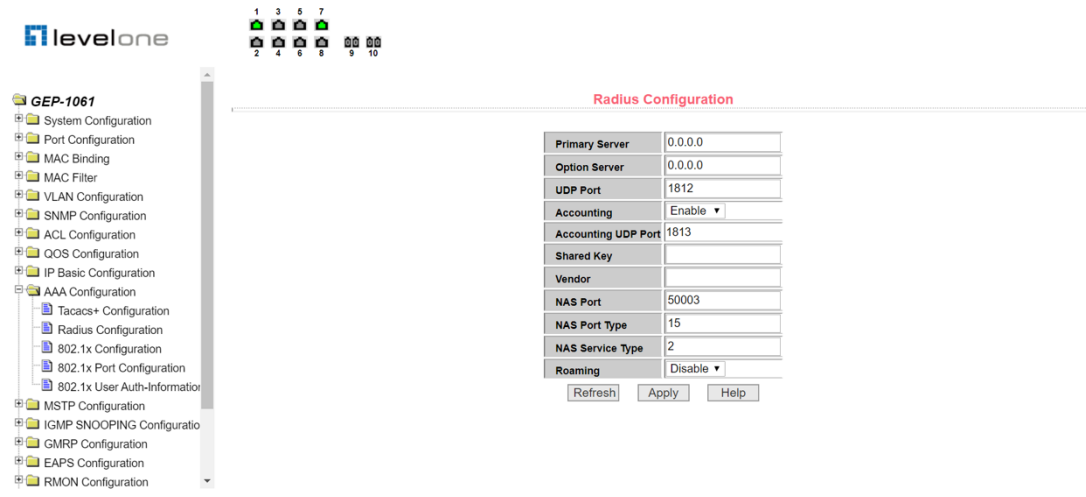 levelone
1 3 5 7
2 4 6 8 9 10
GEP-1061
System Configuration
Port Configuration
MAC Binding
MAC Filter
VLAN Configuration
SNMP Configuration
ACL Configuration
QOS Configuration
IP Basic Configuration
AAA Configuration
Tacacs+ Configuration
Radius Configuration
802.1x Configuration
802.1x Port Configuration
802.1x User Auth-Information
MSTP Configuration
IGMP SNOOPING Configuratio
GMRP Configuration
EAPS Configuration
RMON Configuration
Radius Configuration
Primary Server 0.0.0.0
Option Server 0.0.0.0
UDP Port 1812
Accounting Enable
Accounting UDP Port 1813
Shared Key
Vendor
NAS Port 50003
NAS Port Type 15
NAS Service Type 2
Roaming Disable
Refresh Apply Help